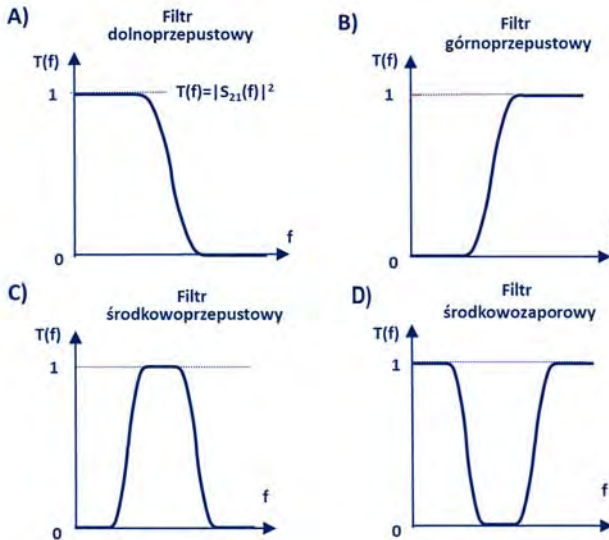 A)
Filtr
dolnoprzepustowy
T(f)
1
T(f)=|S₂₁(f)|²
0
f
B)
Filtr
górnoprzepustowy
T(f)
1
0
f
C)
Filtr
środkowoprzepustowy
T(f)
1
0
f
D)
Filtr
środkowozaporowy
T(f)
1
0
f